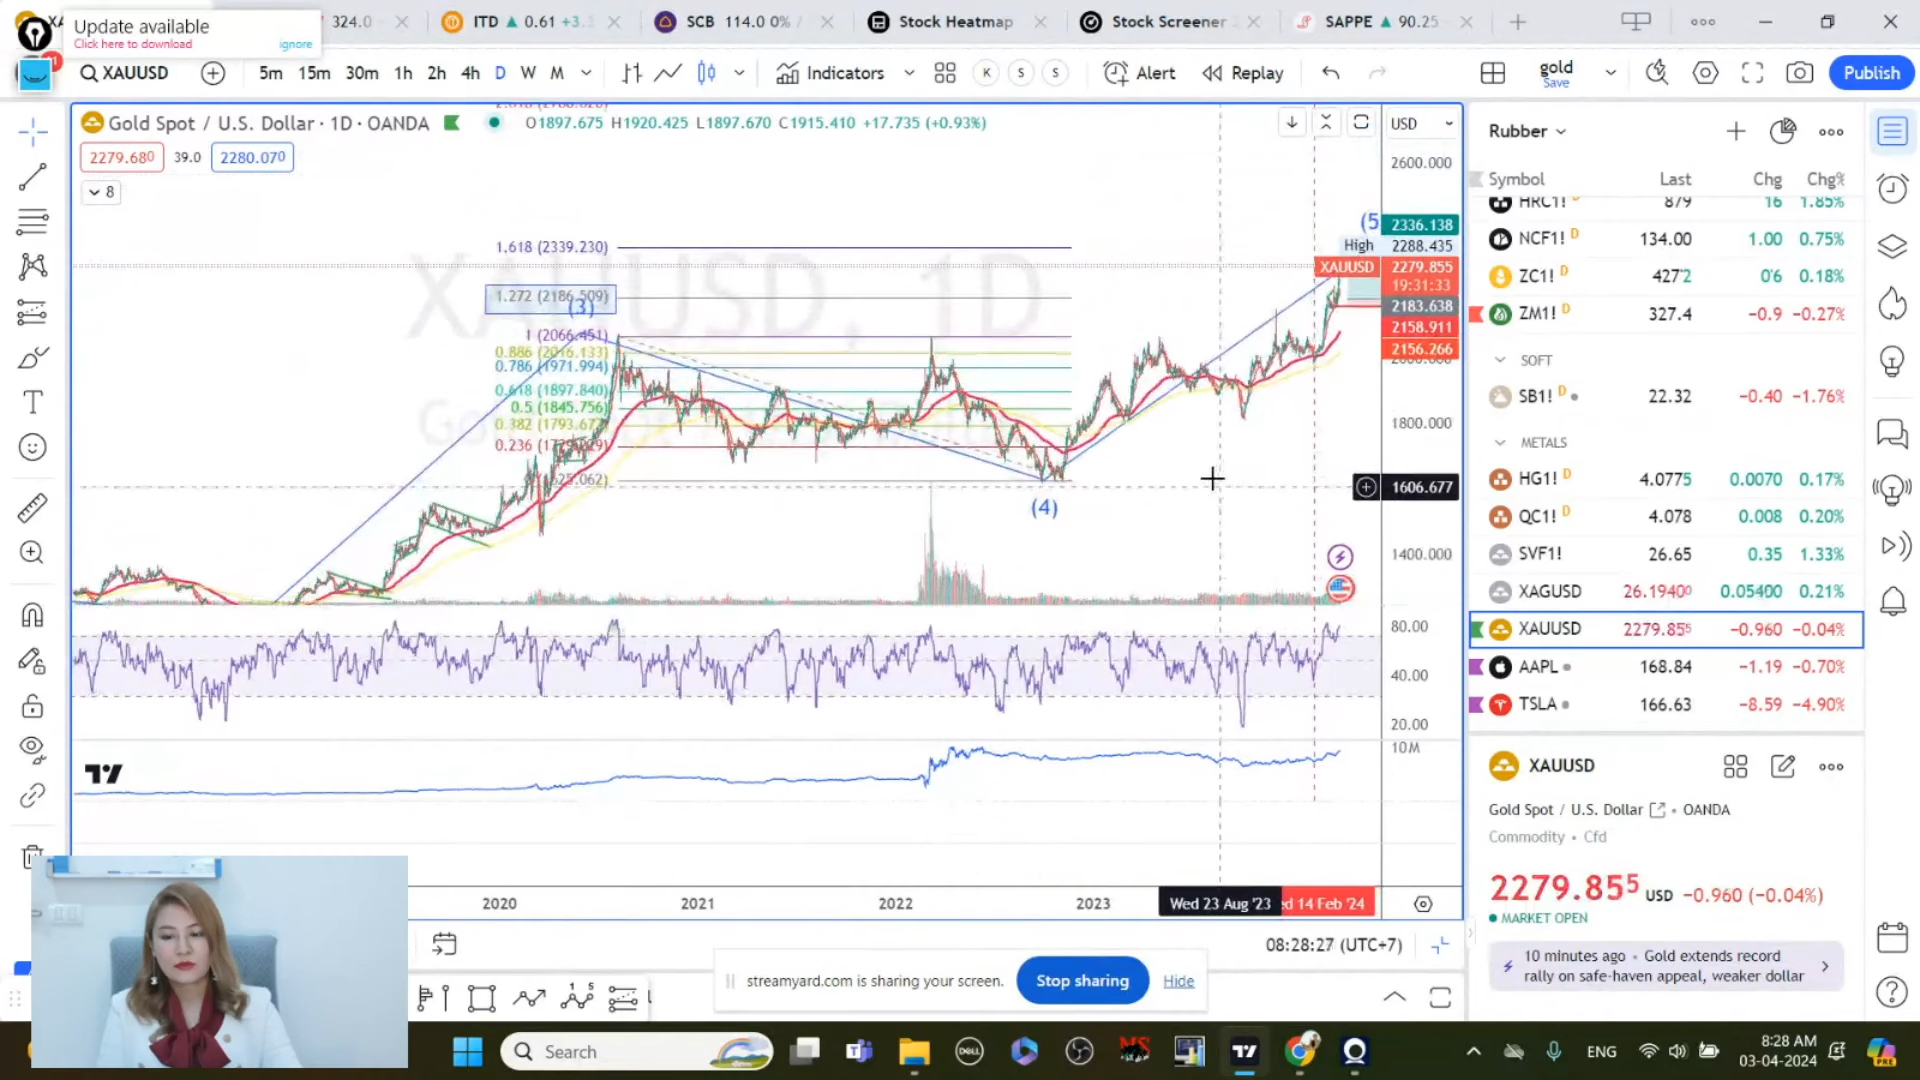 Update available
Click here to download
ignore
324.0
ITD 0.61 +3.
SCB 114.0 0% /
Stock Heatmap
Stock Screener
SAPPE 90.25
XAUUSD
5m 15m 30m 1h 2h 4h D W M
Indicators
K S S
Alert
Replay
gold
Save
Publish
Gold Spot / U.S. Dollar · 1D · OANDA
O1897.675 H1920.425 L1897.670 C1915.410 +17.735 (+0.93%)
USD
2279.680 39.0 2280.070
8
XAUUSD, 1D
1.618 (2339.230)
1.272 (2186.509)
(3)
1 (2066.451)
0.886 (2016.133)
0.786 (1971.994)
0.618 (1897.840)
0.5 (1845.756)
0.236
(4)
(5
2600.000
2336.138
High 2288.435
XAUUSD 2279.855
19:31:33
2183.638
2158.911
2156.266
1800.000
1606.677
1400.000
80.00
40.00
20.00
10M
2020 2021 2022 2023
Wed 23 Aug '23
d 14 Feb '24
08:28:27 (UTC+7)
Rubber
Symbol Last Chg Chg%
HRC1! D 879 16 1.85%
NCF1! D 134.00 1.00 0.75%
ZC1! D 427'2 0'6 0.18%
ZM1! D 327.4 −0.9 −0.27%
SOFT
SB1! D 22.32 −0.40 −1.76%
METALS
HG1! D 4.0775 0.0070 0.17%
QC1! D 4.078 0.008 0.20%
SVF1! 26.65 0.35 1.33%
XAGUSD 26.1940 0.05400 0.21%
XAUUSD 2279.855 −0.960 −0.04%
AAPL 168.84 −1.19 −0.70%
TSLA 166.63 −8.59 −4.90%
XAUUSD
Gold Spot / U.S. Dollar · OANDA
Commodity · Cfd
2279.855 USD −0.960 (−0.04%)
MARKET OPEN
10 minutes ago · Gold extends record
rally on safe-haven appeal, weaker dollar
streamyard.com is sharing your screen.
Stop sharing
Hide
Search
DELL
MS
ENG
8:28 AM
03-04-2024
PRE